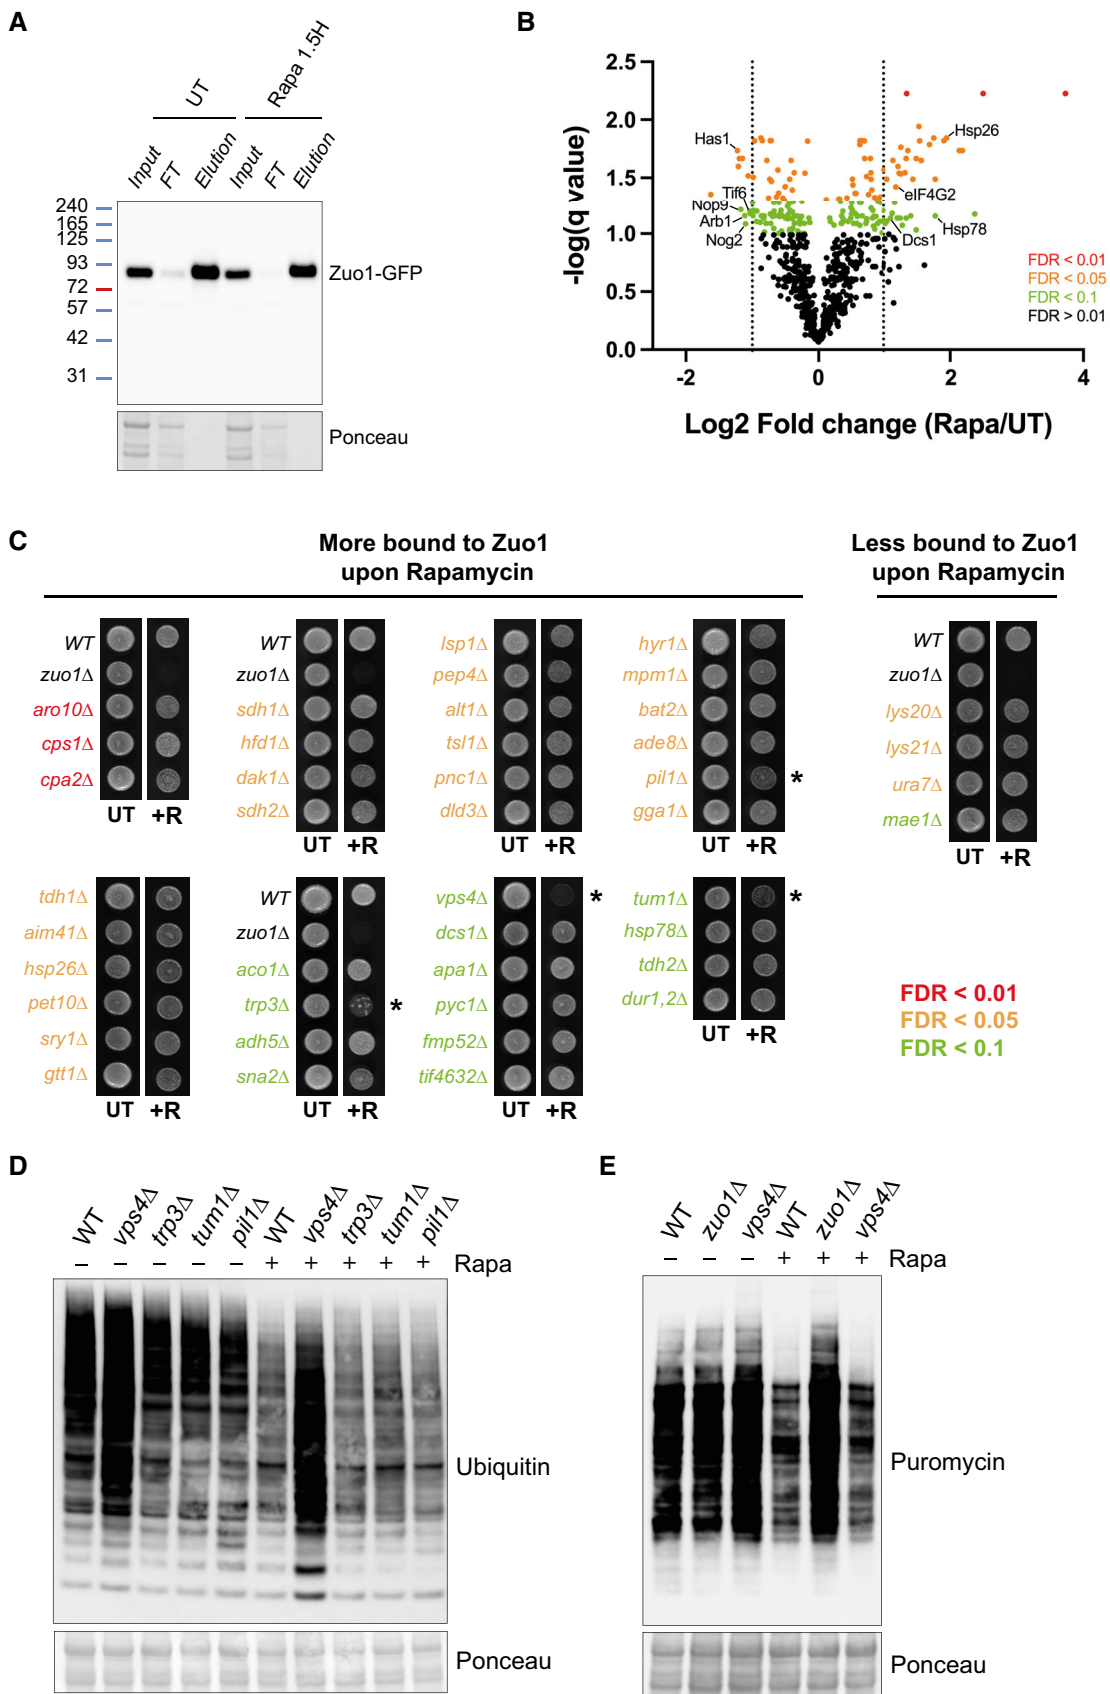 A
UT
Rapa 1.5H
Input
FT
Elution
Input
FT
Elution
240
165
125
93
72
57
42
31
Zuo1-GFP
Ponceau
B
2.5
2.0
1.5
1.0
0.5
0.0
-log(q value)
Has1
Hsp26
Tif6
eIF4G2
Nop9
Arb1
Nog2
Dcs1
Hsp78
FDR < 0.01
FDR < 0.05
FDR < 0.1
FDR > 0.01
-2
0
2
4
Log2 Fold change (Rapa/UT)
C
More bound to Zuo1
upon Rapamycin
Less bound to Zuo1
upon Rapamycin
WT
zuo1Δ
aro10Δ
cps1Δ
cpa2Δ
UT +R
WT
zuo1Δ
sdh1Δ
hfd1Δ
dak1Δ
sdh2Δ
UT +R
lsp1Δ
pep4Δ
alt1Δ
tsl1Δ
pnc1Δ
dld3Δ
UT +R
hyr1Δ
mpm1Δ
bat2Δ
ade8Δ
pil1Δ *
gga1Δ
UT +R
WT
zuo1Δ
lys20Δ
lys21Δ
ura7Δ
mae1Δ
UT +R
tdh1Δ
aim41Δ
hsp26Δ
pet10Δ
sry1Δ
gtt1Δ
UT +R
WT
zuo1Δ
aco1Δ
trp3Δ *
adh5Δ
sna2Δ
UT +R
vps4Δ *
dcs1Δ
apa1Δ
pyc1Δ
fmp52Δ
tif4632Δ
UT +R
tum1Δ *
hsp78Δ
tdh2Δ
dur1,2Δ
UT +R
FDR < 0.01
FDR < 0.05
FDR < 0.1
D
WT vps4Δ trp3Δ tum1Δ pil1Δ WT vps4Δ trp3Δ tum1Δ pil1Δ
– – – – – + + + + + Rapa
Ubiquitin
Ponceau
E
WT zuo1Δ vps4Δ WT zuo1Δ vps4Δ
– – – + + + Rapa
Puromycin
Ponceau